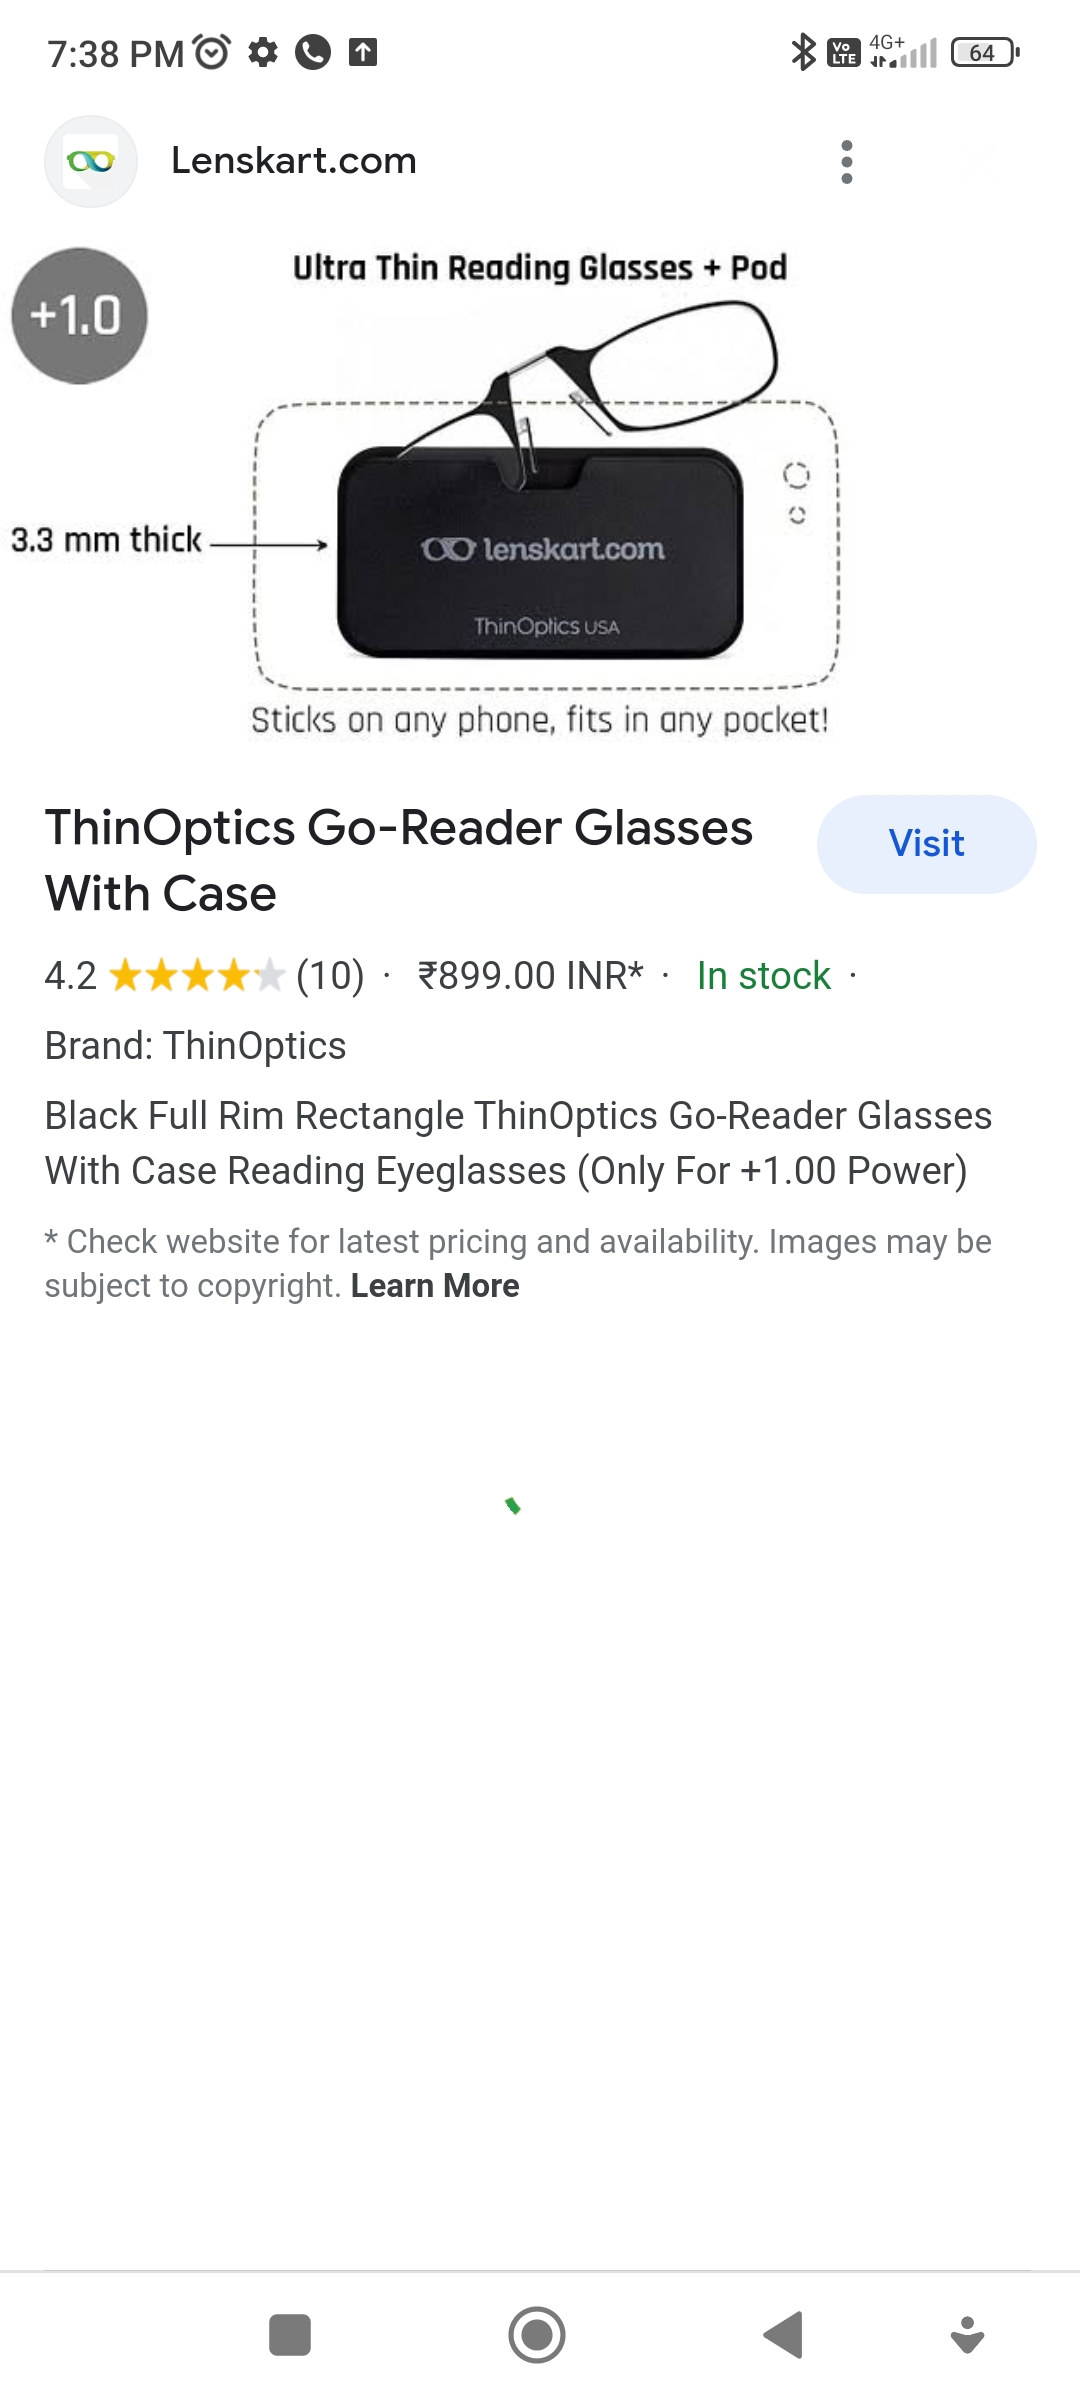 7:38 PM
Vo LTE 4G+ 64
Lenskart.com
+1.0
Ultra Thin Reading Glasses + Pod
3.3 mm thick
lenskart.com
ThinOptics USA
Sticks on any phone, fits in any pocket!
ThinOptics Go-Reader Glasses
With Case
Visit
4.2 (10) · ₹899.00 INR* · In stock ·
Brand: ThinOptics
Black Full Rim Rectangle ThinOptics Go-Reader Glasses
With Case Reading Eyeglasses (Only For +1.00 Power)
* Check website for latest pricing and availability. Images may be
subject to copyright. Learn More